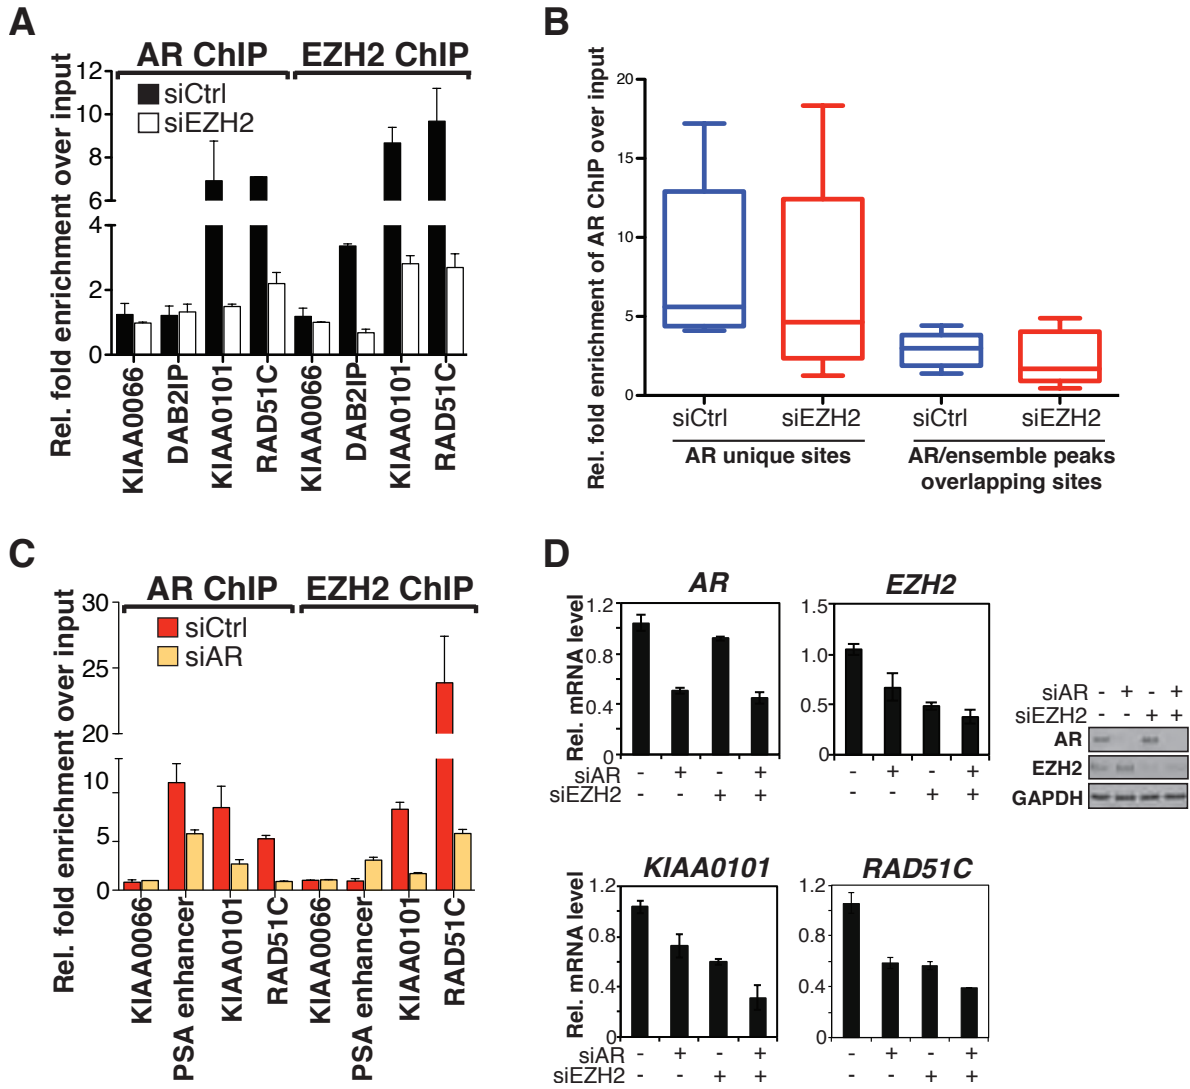 A
AR ChIP EZH2 ChIP
Rel. fold enrichment over input
12
10
8
6
4
2
0
siCtrl
siEZH2
KIAA0066
DAB2IP
KIAA0101
RAD51C
KIAA0066
DAB2IP
KIAA0101
RAD51C
B
Rel. fold enrichment of AR ChIP over input
20
15
10
5
0
siCtrl siEZH2 siCtrl siEZH2
AR unique sites AR/ensemble peaks
overlapping sites
C
AR ChIP EZH2 ChIP
Rel. fold enrichment over input
30
25
20
10
5
0
siCtrl
siAR
KIAA0066
PSA enhancer
KIAA0101
RAD51C
KIAA0066
PSA enhancer
KIAA0101
RAD51C
D
AR
Rel. mRNA level
1.2
0.8
0.4
0
siAR - + - +
siEZH2 - - + +
EZH2
1.5
1.0
0.5
0
- + - +
- - + +
siAR - + - +
siEZH2 - - + +
AR
EZH2
GAPDH
KIAA0101
Rel. mRNA level
1.2
0.8
0.4
0
siAR - + - +
siEZH2 - - + +
RAD51C
1.2
0.8
0.4
0
- + - +
- - + +